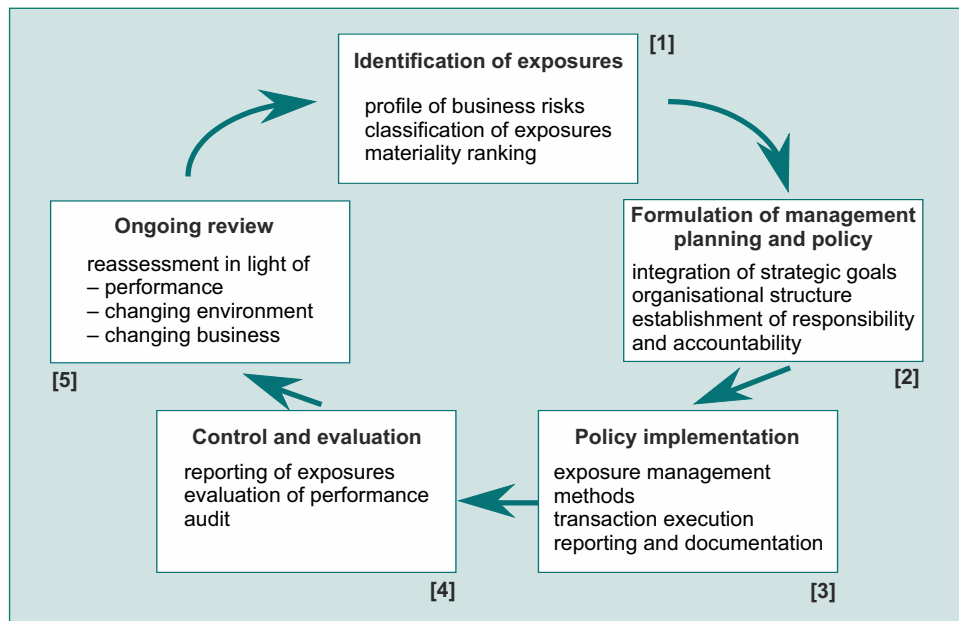 [1]
Identification of exposures
profile of business risks
classification of exposures
materiality ranking
Formulation of management
planning and policy
integration of strategic goals
organisational structure
establishment of responsibility
and accountability
[2]
Policy implementation
exposure management
methods
transaction execution
reporting and documentation
[3]
Control and evaluation
reporting of exposures
evaluation of performance
audit
[4]
Ongoing review
reassessment in light of
– performance
– changing environment
– changing business
[5]